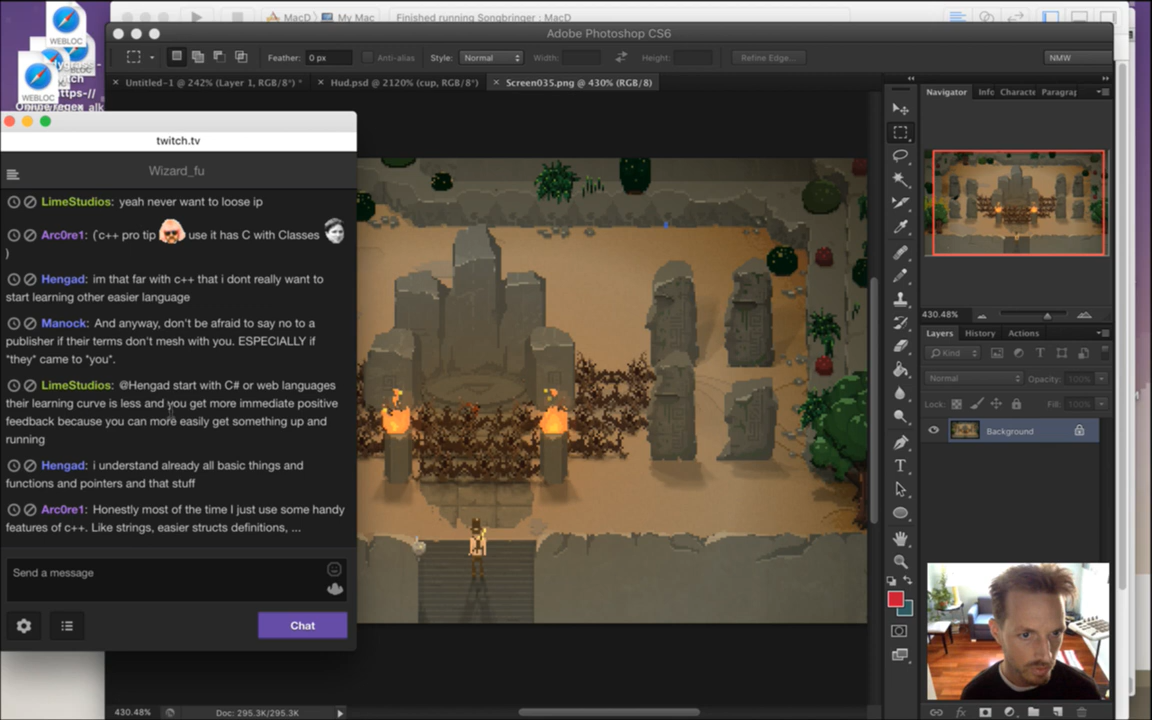 MacD
My Mac
Finished running Songbringer : MacD
WEBLOC
WEBLOC
Adobe Photoshop CS6
Feather:
0 px
Anti-alias
Style:
Normal
Width:
Height:
Refine Edge...
NMW
Untitled-1 @ 242% (Layer 1, RGB/8*) *
Hud.psd @ 2120% (cup, RGB/8*)
Screen035.png @ 430% (RGB/8)
twitch.tv
Wizard_fu
LimeStudios: yeah never want to loose ip
Arc0re1: (c++ pro tip use it has C with Classes
)
Hengad: im that far with c++ that i dont really want to
start learning other easier language
Manock: And anyway, don't be afraid to say no to a
publisher if their terms don't mesh with you. ESPECIALLY if
*they* came to *you*.
LimeStudios: @Hengad start with C# or web languages
their learning curve is less and you get more immediate positive
feedback because you can more easily get something up and
running
Hengad: i understand already all basic things and
functions and pointers and that stuff
Arc0re1: Honestly most of the time I just use some handy
features of c++. Like strings, easier structs definitions, ...
Send a message
Chat
Navigator
Info
Characte
Paragrap
430.48%
Layers
History
Actions
Kind
Normal
Opacity:
100%
Lock:
Fill:
100%
Background
430.48%
Doc: 295.3K/295.3K